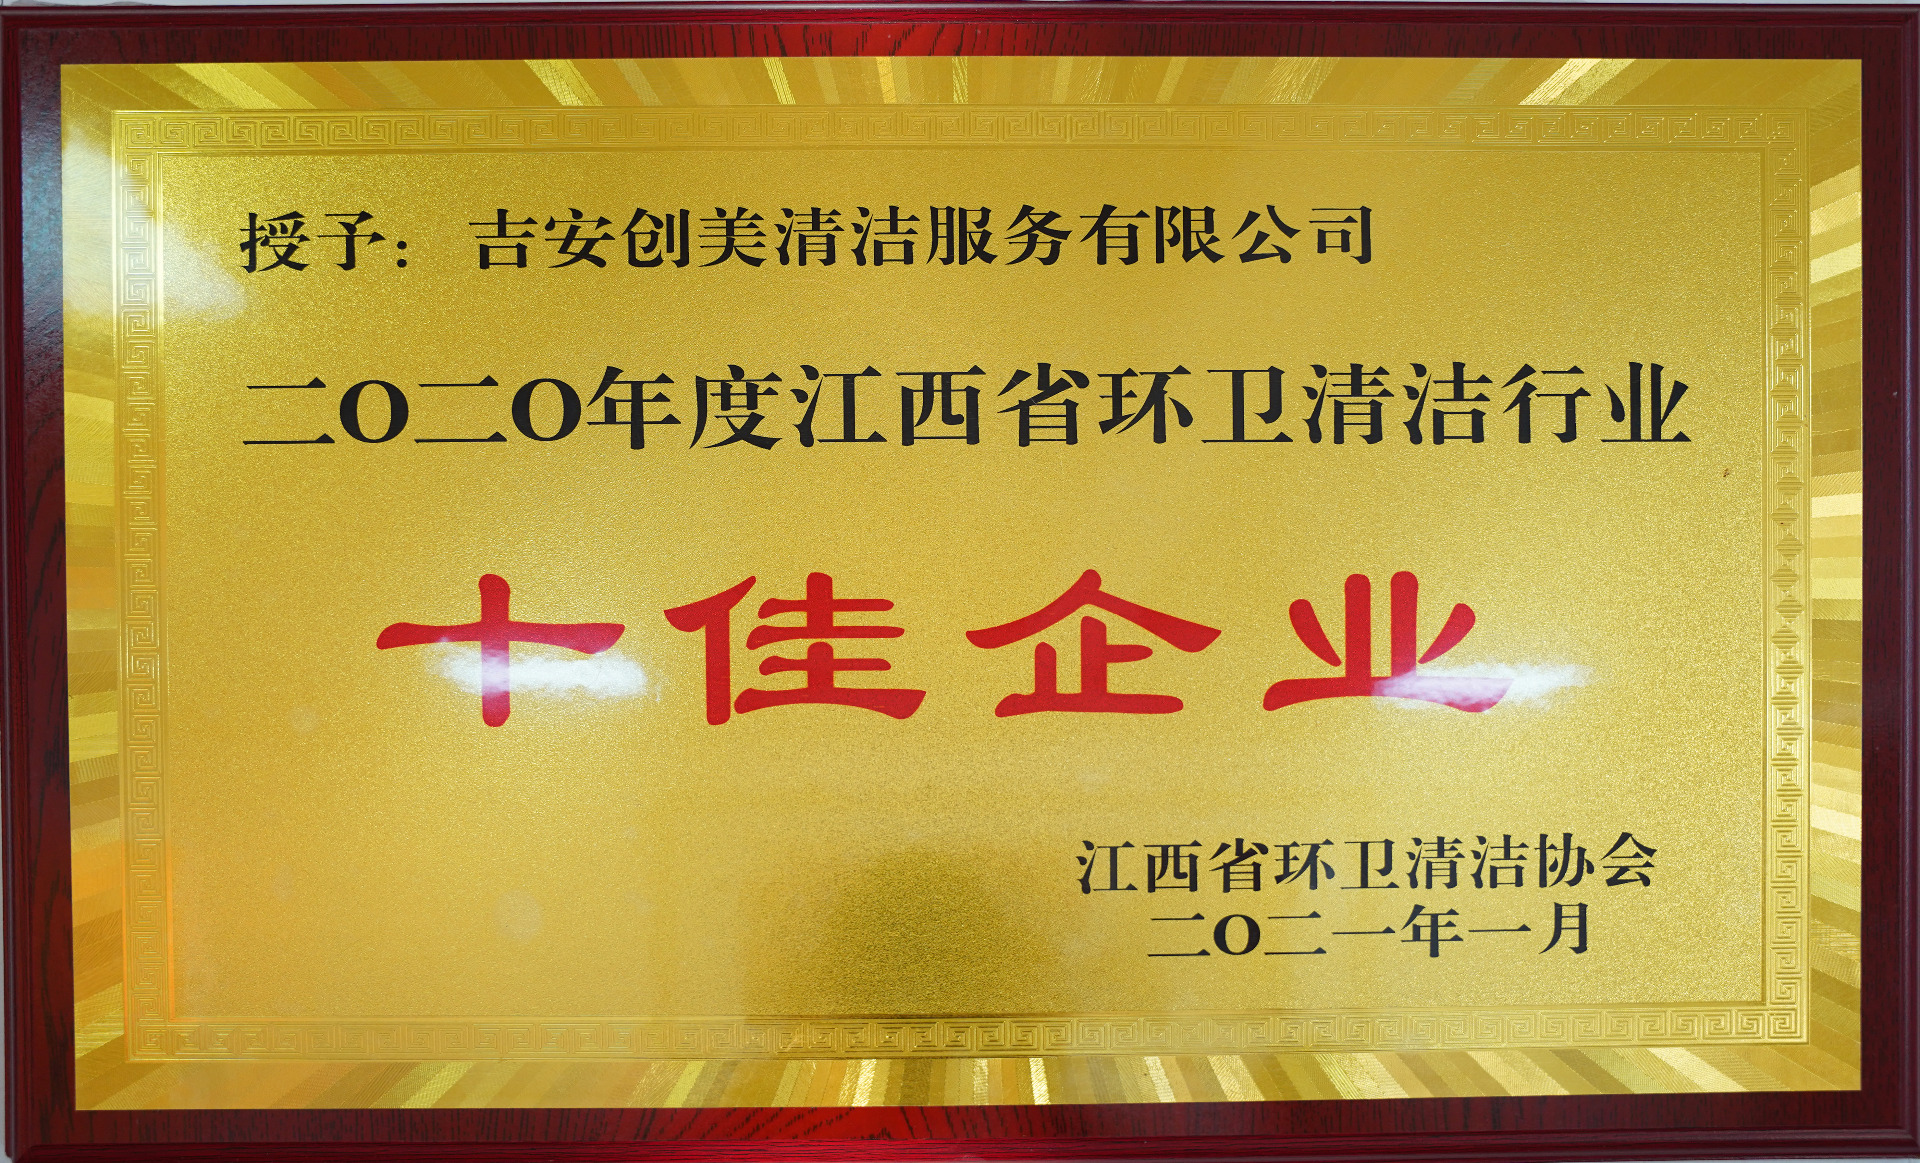 授予： 吉安创美清洁服务有限公司
二O二O年度江西省环卫清洁行业
十佳企业
江西省环卫清洁协会
二O二一年一月